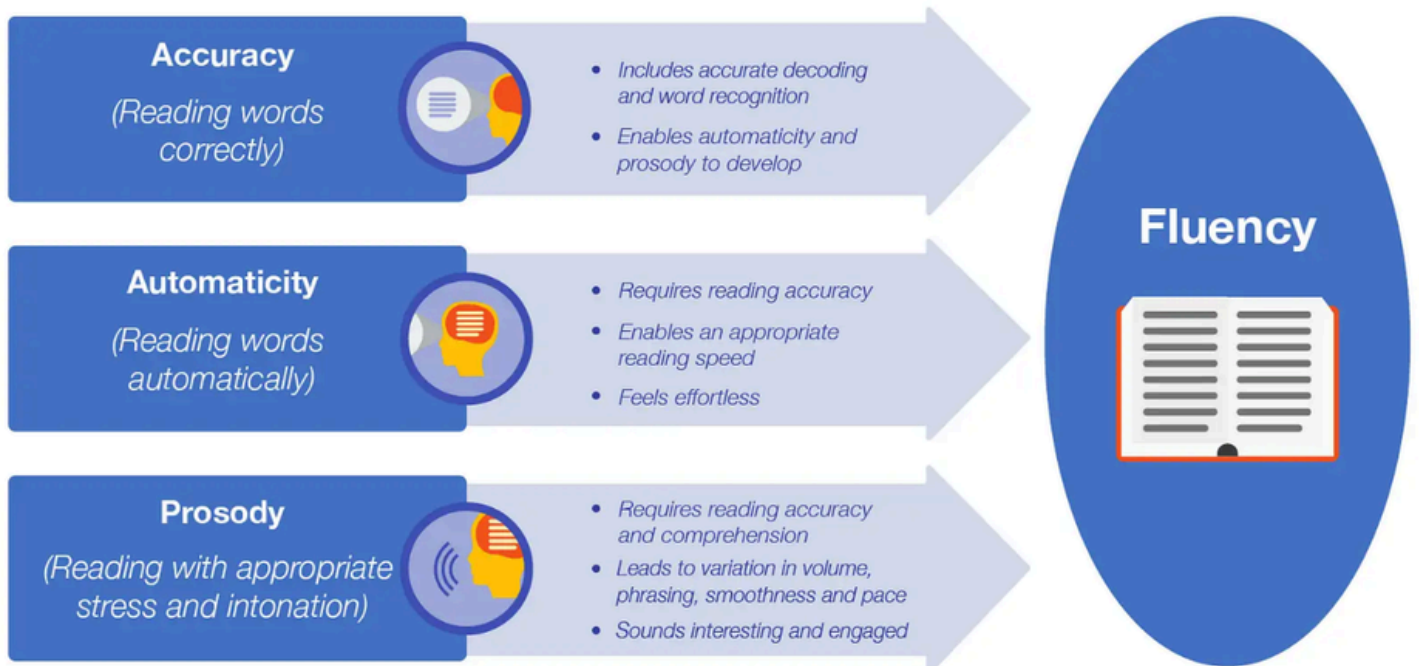 Accuracy
(Reading words
correctly)
• Includes accurate decoding
and word recognition
• Enables automaticity and
prosody to develop
Automaticity
(Reading words
automatically)
• Requires reading accuracy
• Enables an appropriate
reading speed
• Feels effortless
Prosody
(Reading with appropriate
stress and intonation)
• Requires reading accuracy
and comprehension
• Leads to variation in volume,
phrasing, smoothness and pace
• Sounds interesting and engaged
Fluency